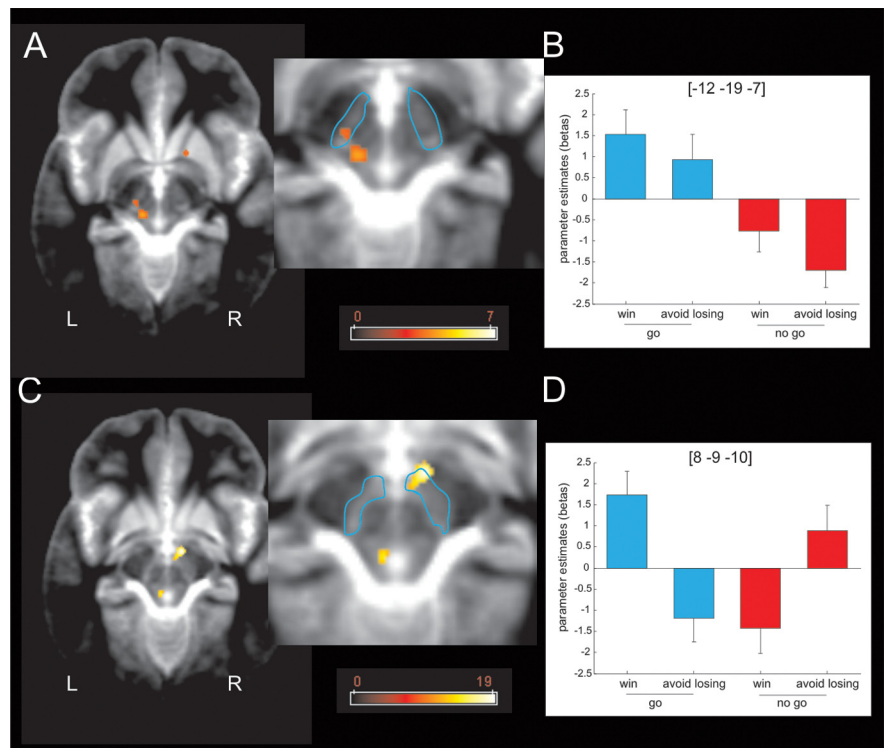 A
B
[-12 -19 -7]
parameter estimates (betas)
2.5
2
1.5
1
0.5
0
-0.5
-1
-1.5
-2
-2.5
win avoid losing win avoid losing
go no go
L R
0 7
C
D
[8 -9 -10]
parameter estimates (betas)
2.5
2
1.5
1
0.5
0
-0.5
-1
-1.5
-2
-2.5
win avoid losing win avoid losing
go no go
L R
0 19